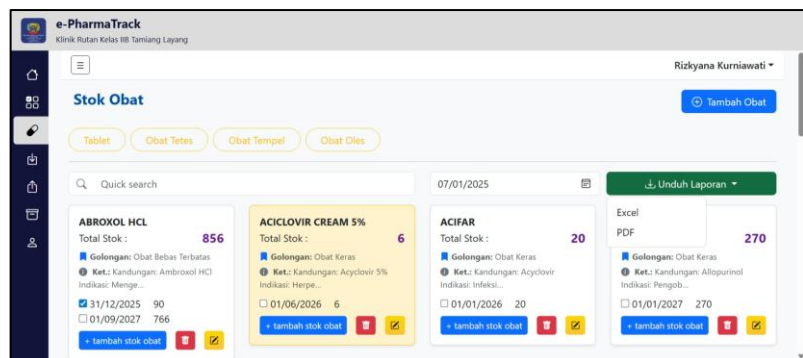 e-PharmaTrack
Klinik Rutan Kelas IIB Tamiang Layang
Rizkyana Kurniawati
Stok Obat
Tambah Obat
Tablet
Obat Tetes
Obat Tempel
Obat Oles
Quick search
07/01/2025
Unduh Laporan
Excel
PDF
ABROXOL HCL
Total Stok : 856
Golongan: Obat Bebas Terbatas
Ket.: Kandungan: Ambroxol HCl
Indikasi: Menge...
31/12/2025 90
01/09/2027 766
+ tambah stok obat
ACICLOVIR CREAM 5%
Total Stok : 6
Golongan: Obat Keras
Ket.: Kandungan: Acyclovir 5%
Indikasi: Herpe...
01/06/2026 6
+ tambah stok obat
ACIFAR
Total Stok : 20
Golongan: Obat Keras
Ket.: Kandungan: Acyclovir
Indikasi: Infeksi...
01/01/2026 20
+ tambah stok obat
270
Golongan: Obat Keras
Ket.: Kandungan: Allopurinol
Indikasi: Pengob...
01/01/2027 270
+ tambah stok obat